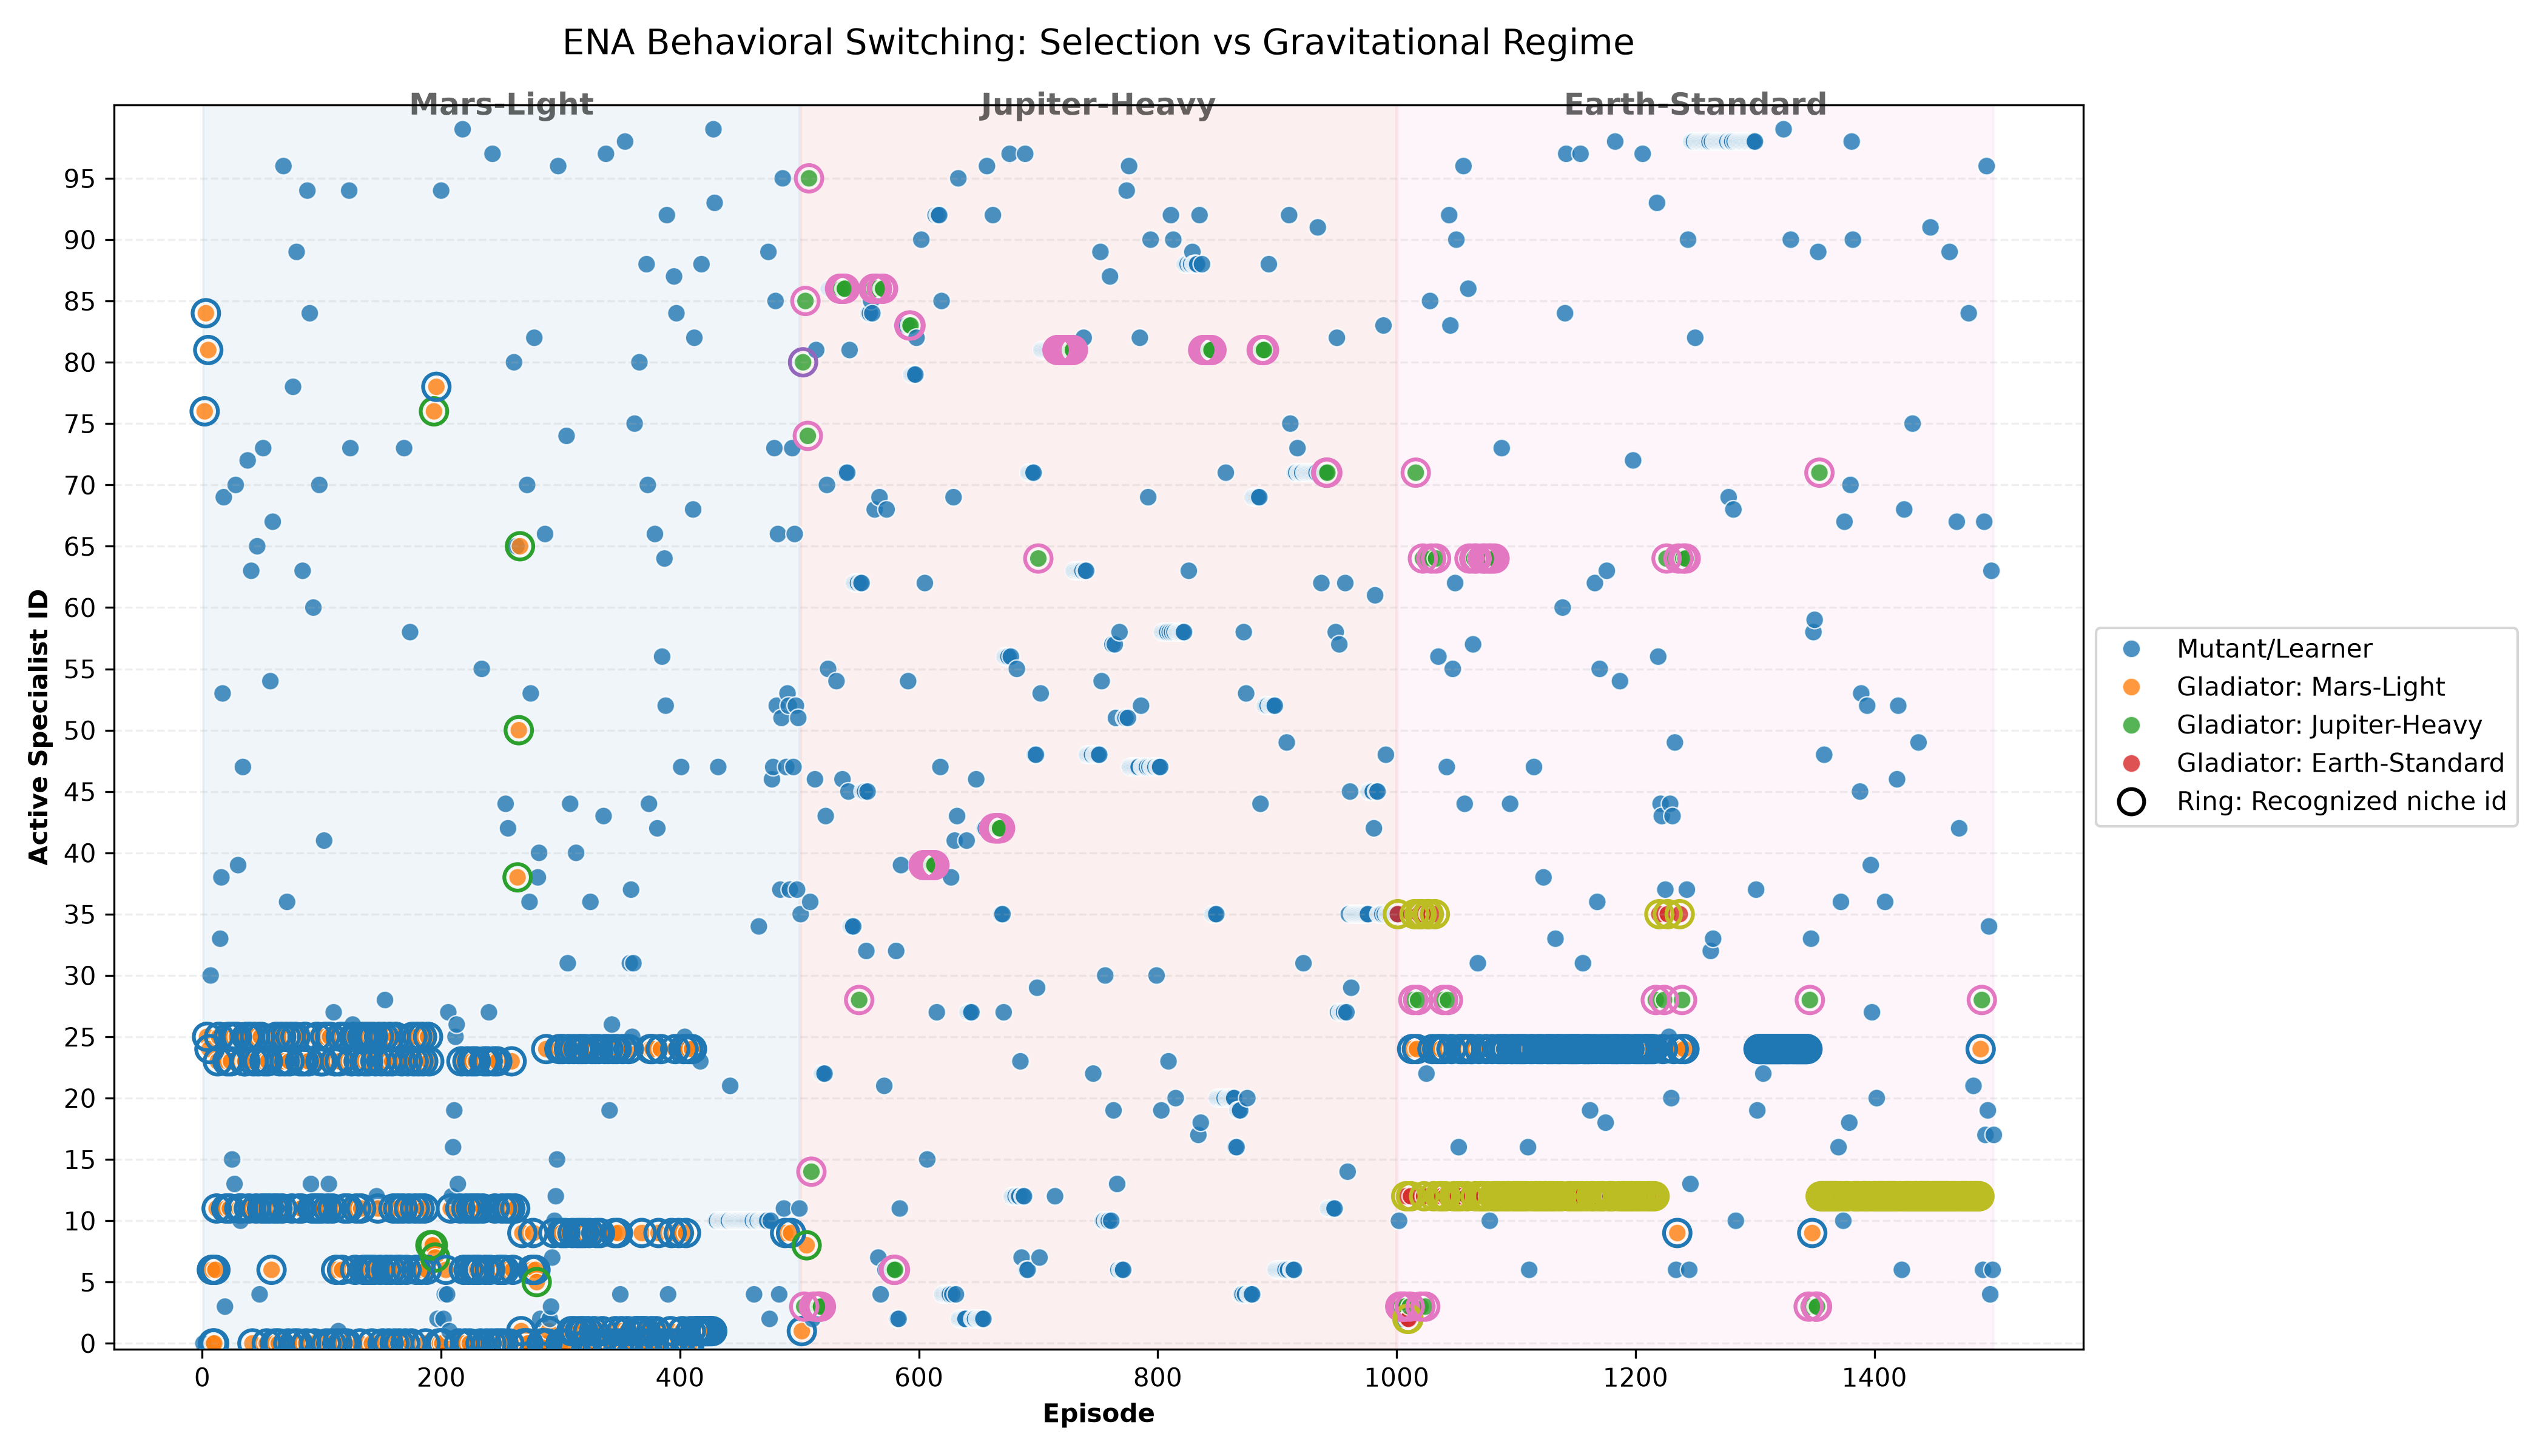 ENA Behavioral Switching: Selection vs Gravitational Regime
Mars-Light
Jupiter-Heavy
Earth-Standard
95
90
85
80
75
70
65
60
55
50
45
40
35
30
25
20
15
10
5
0
Active Specialist ID
0
200
400
600
800
1000
1200
1400
Episode
Mutant/Learner
Gladiator: Mars-Light
Gladiator: Jupiter-Heavy
Gladiator: Earth-Standard
Ring: Recognized niche id